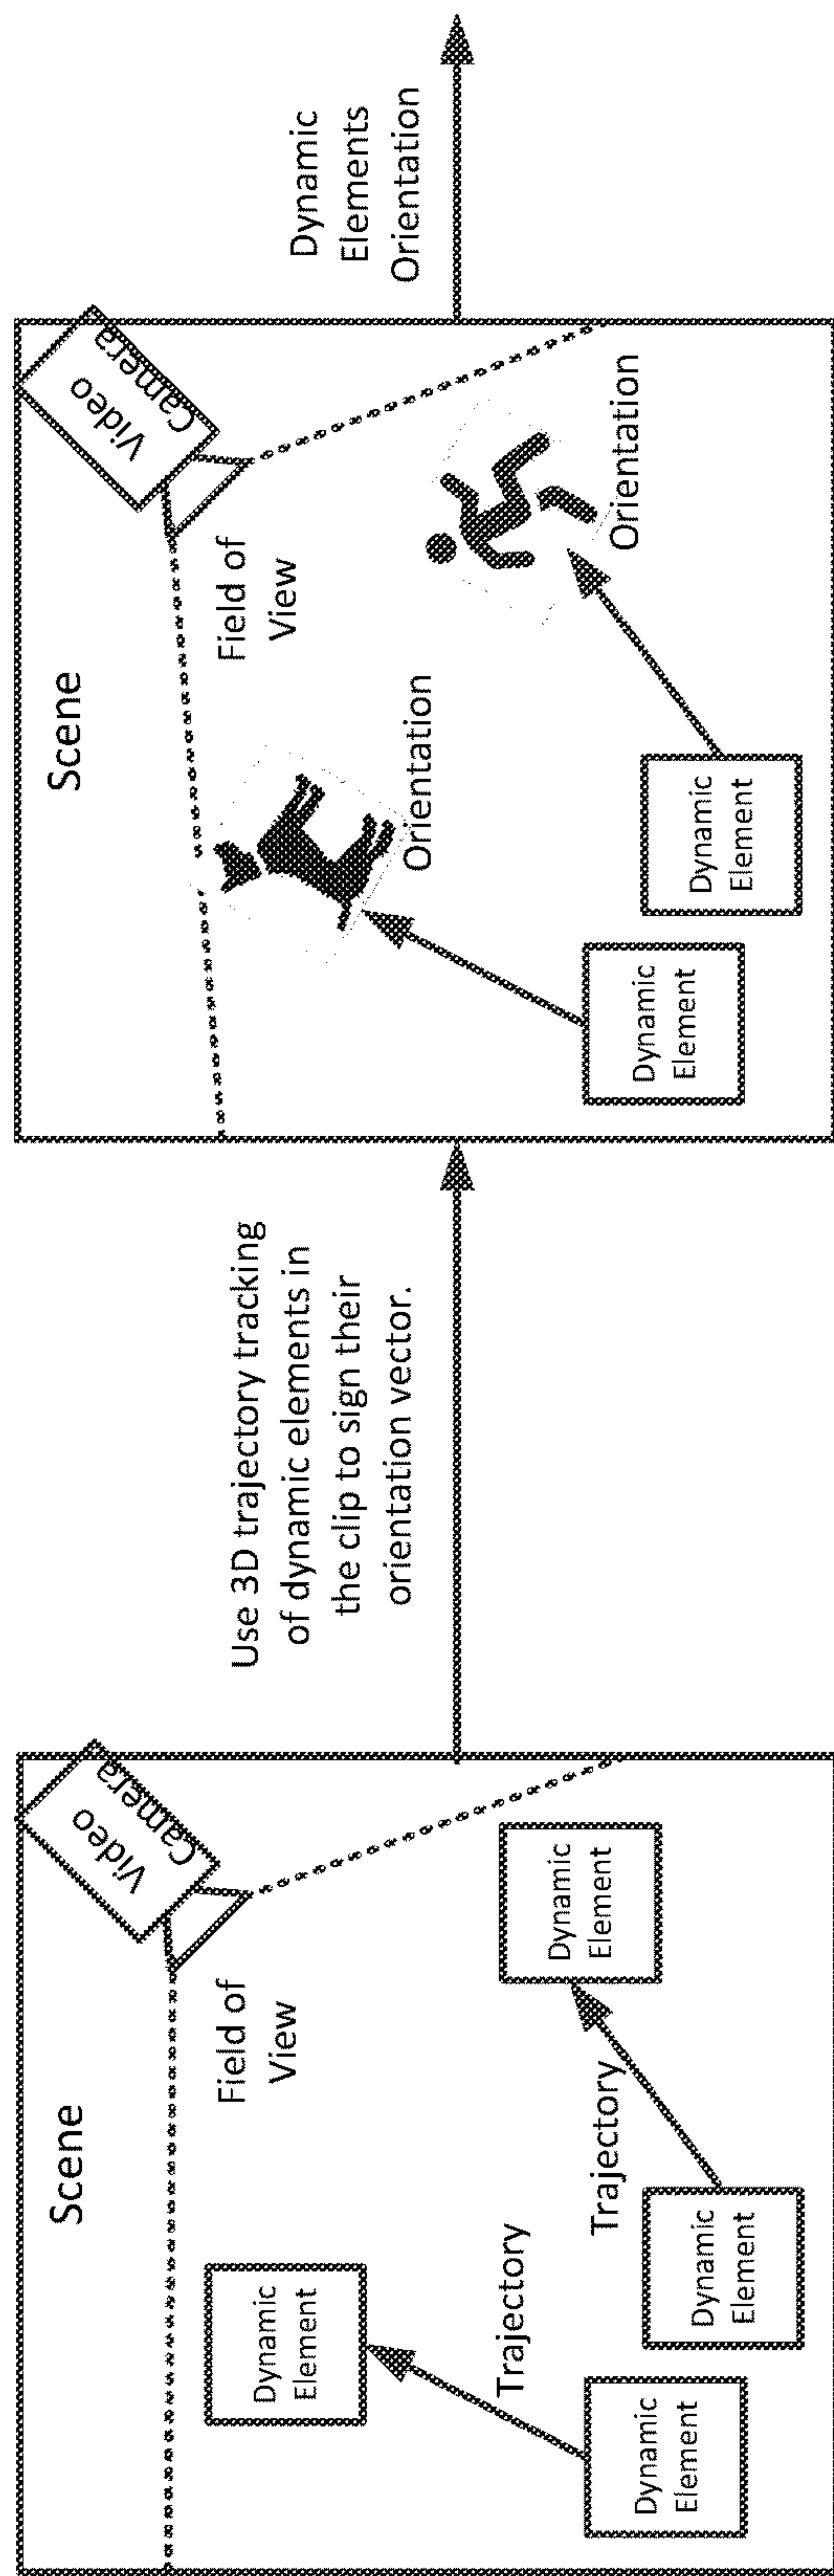 Scene
Video
Camera
Field of
View
Dynamic
Element
Trajectory
Dynamic
Element
Dynamic
Element
Trajectory
Dynamic
Element
Use 3D trajectory tracking
of dynamic elements in
the clip to sign their
orientation vector.
Scene
Video
Camera
Field of
View
Orientation
Orientation
Dynamic
Element
Dynamic
Element
Dynamic
Elements
Orientation